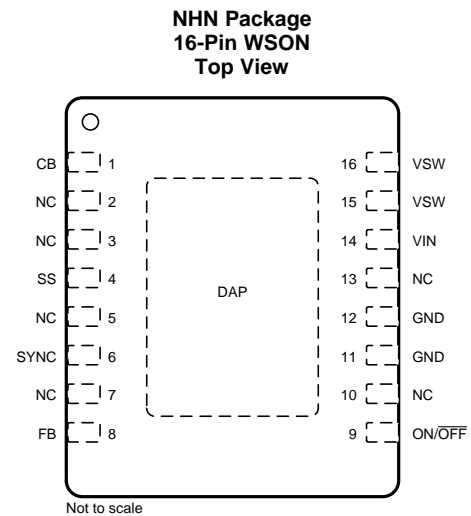 NHN Package
16-Pin WSON
Top View
CB 1
NC 2
NC 3
SS 4
NC 5
SYNC 6
NC 7
FB 8
DAP
16 VSW
15 VSW
14 VIN
13 NC
12 GND
11 GND
10 NC
9 ON/OFF
Not to scale